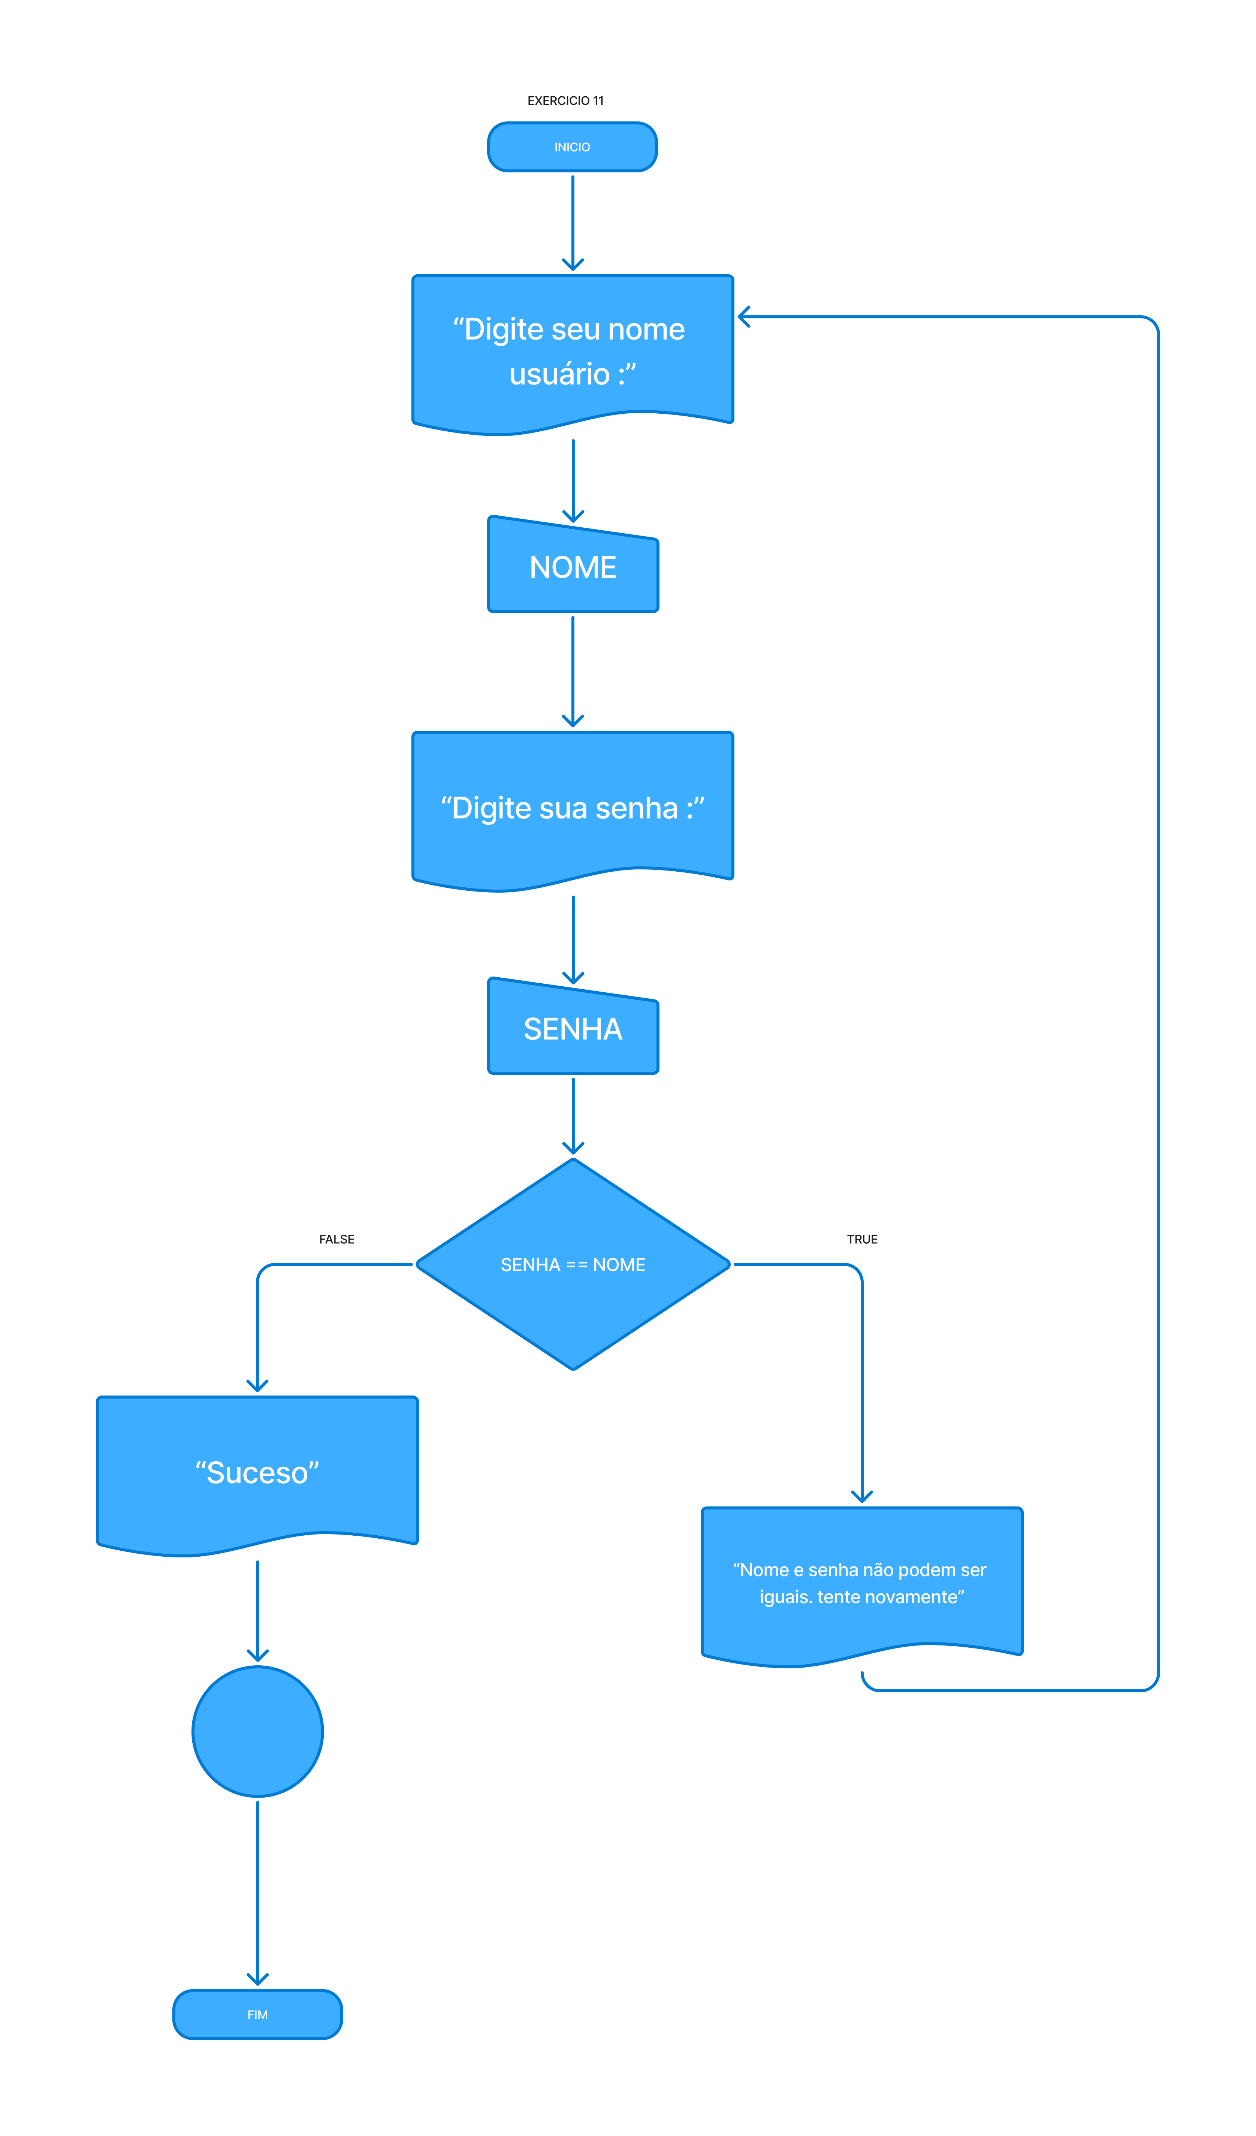 EXERCICIO 11
INICIO
“Digite seu nome
usuário :”
NOME
“Digite sua senha :”
SENHA
FALSE
TRUE
SENHA == NOME
“Suceso”
“Nome e senha não podem ser
iguais. tente novamente”
FIM